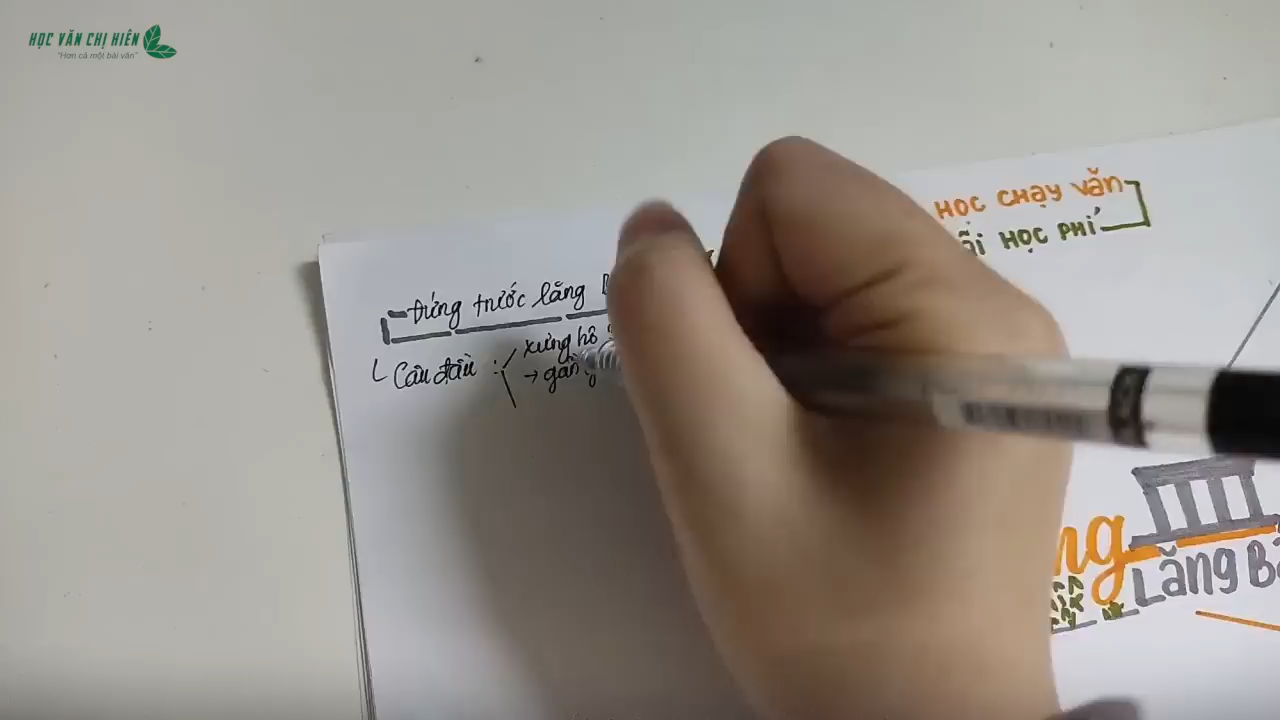 HỌC VĂN CHỊ HIÊN
"Hơn cả một bài văn"
HỌC CHẠY VĂN
HỌC PHÍ
Đứng trước lăng
Câu đầu :
xưng hô
→ gần
Lăng